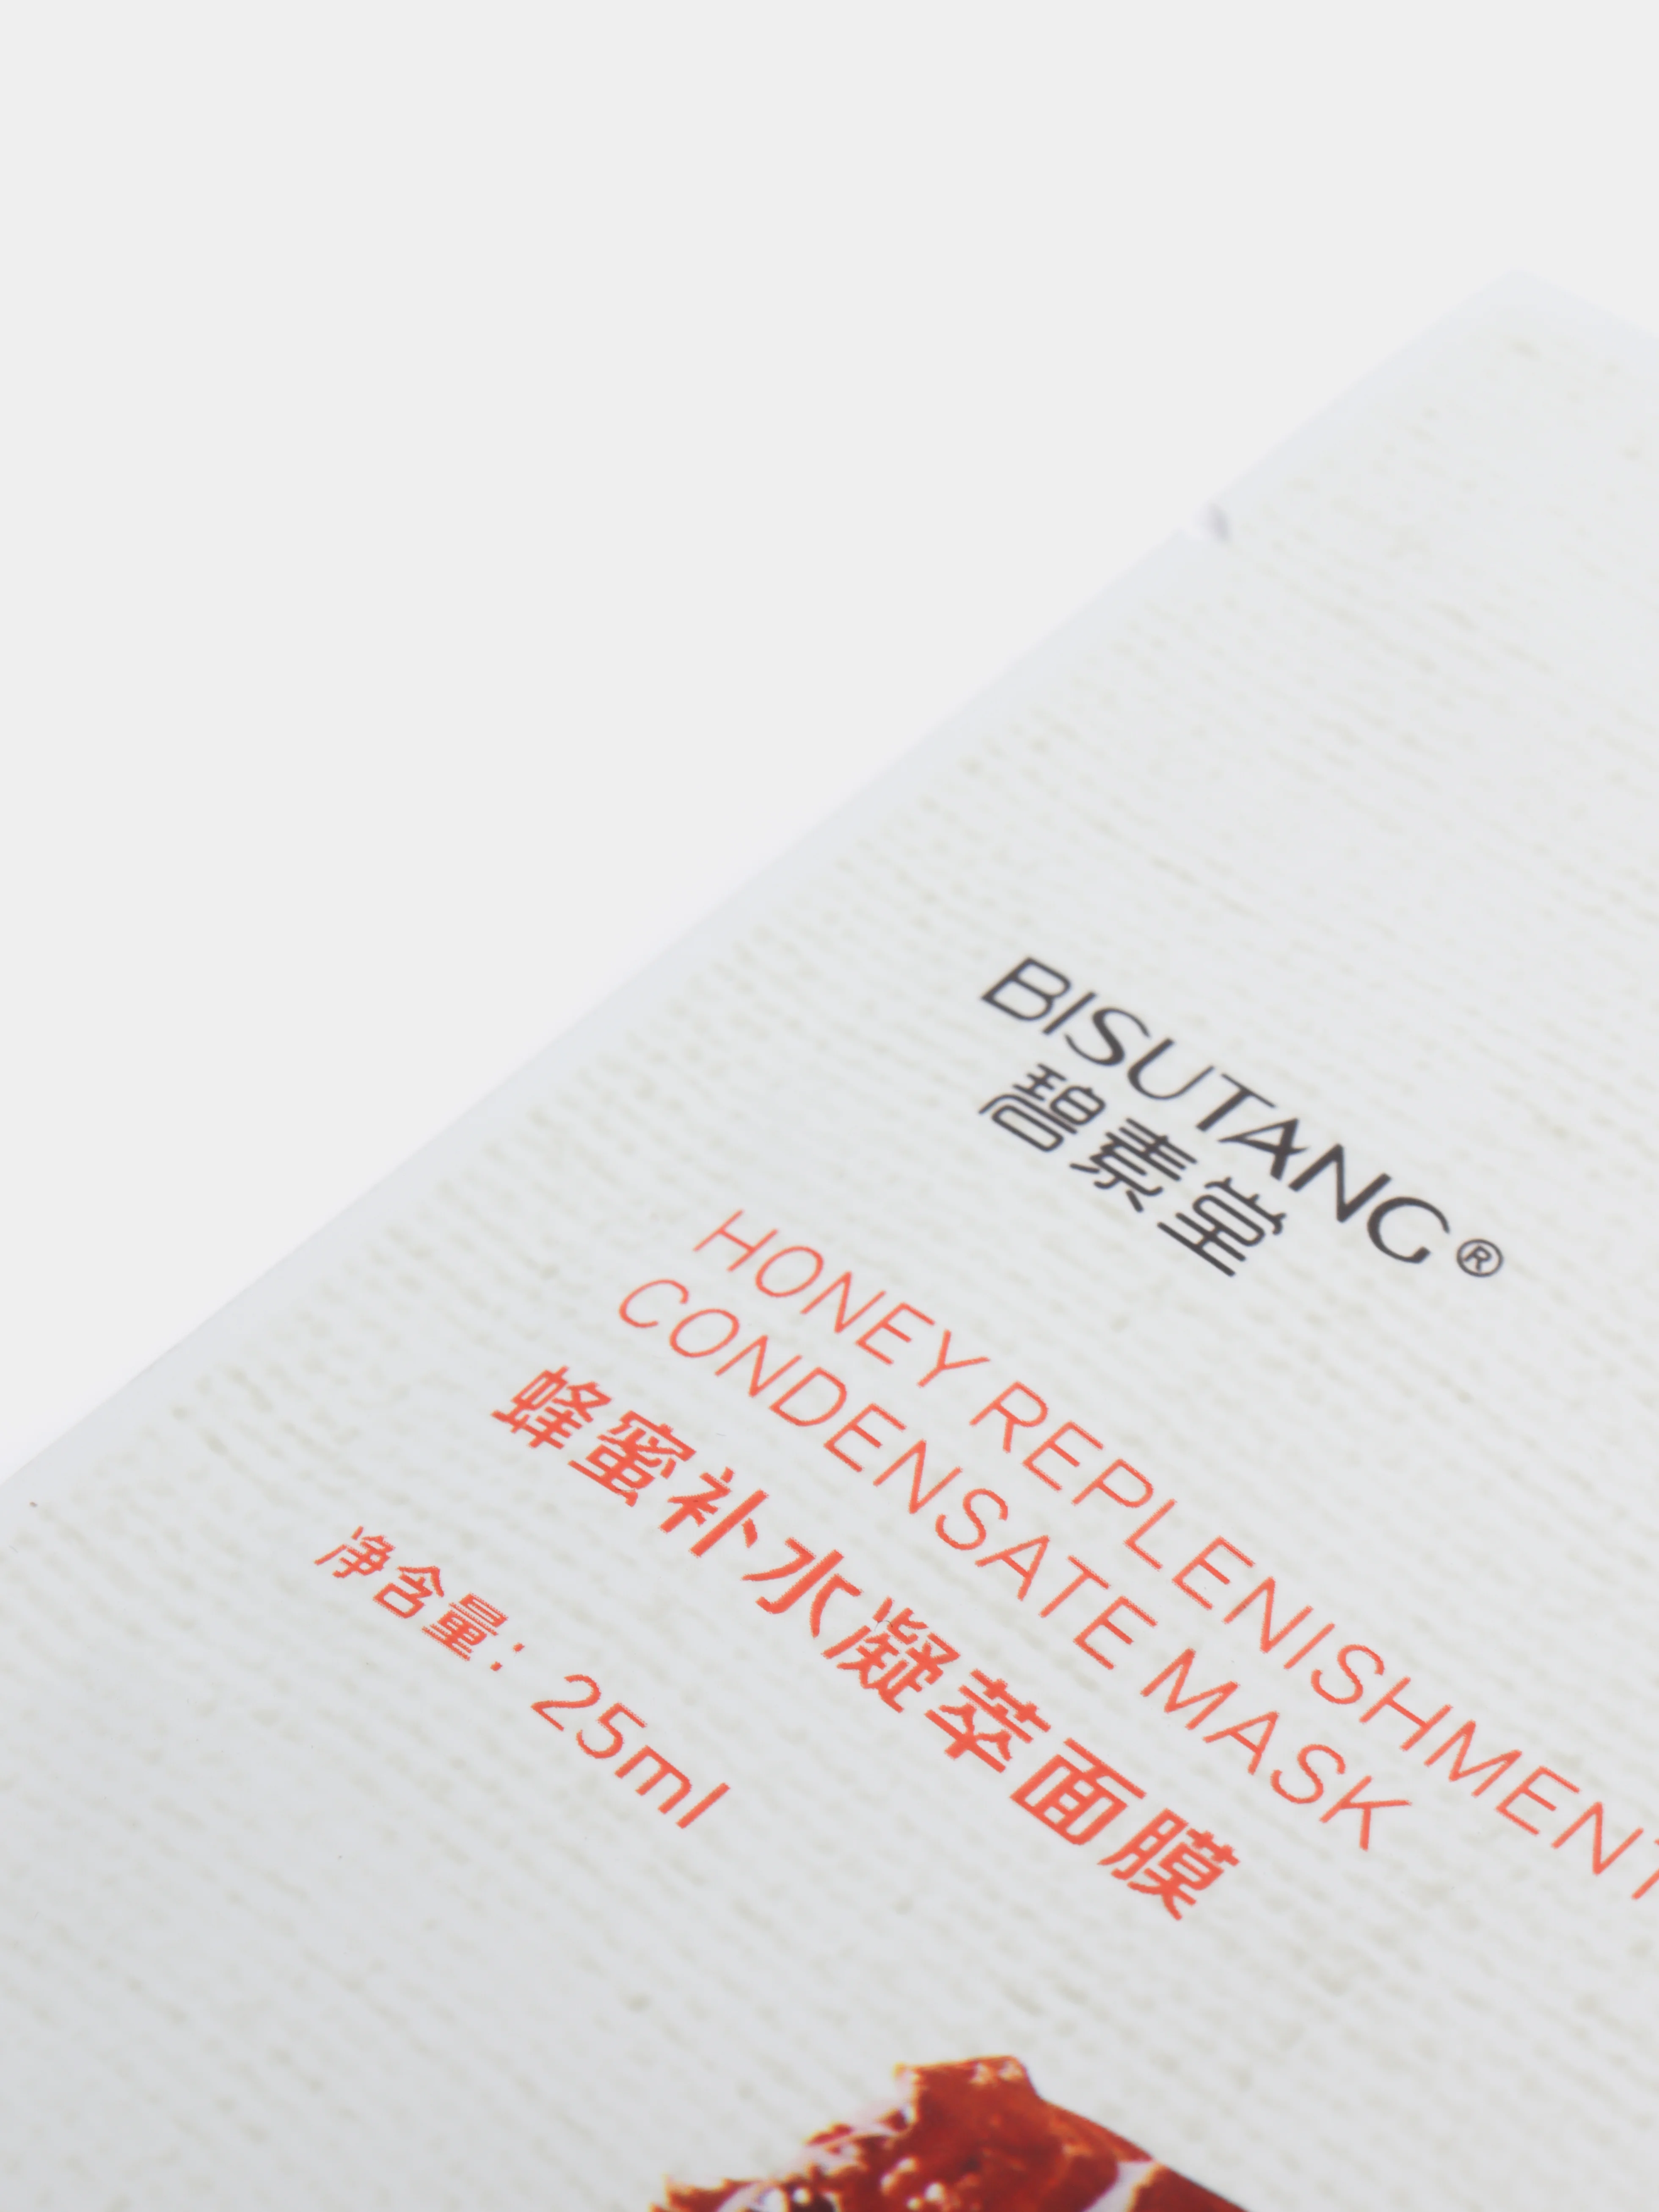 BISUTANG®
碧素堂
HONEY REPLENISHMENT
CONDENSATE MASK
蜂蜜补水凝萃面膜
净含量：25ml